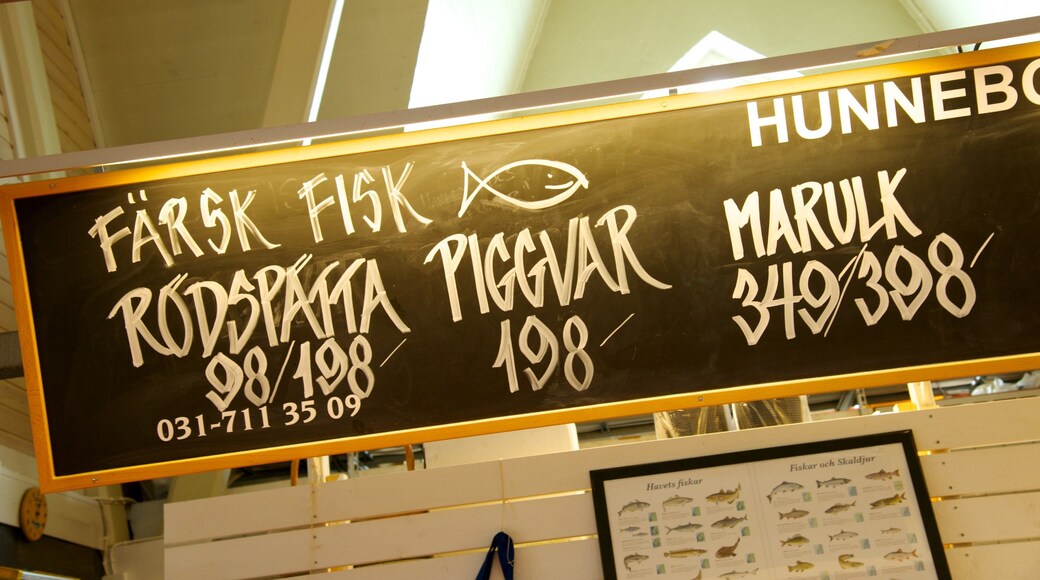 HUNNEBO
FÄRSK FISK
RÖDSPÄTTA
98/198
PIGGVAR
198
MARULK
349/398
031-711 35 09
Havets fiskar
Fiskar och Skaldjur